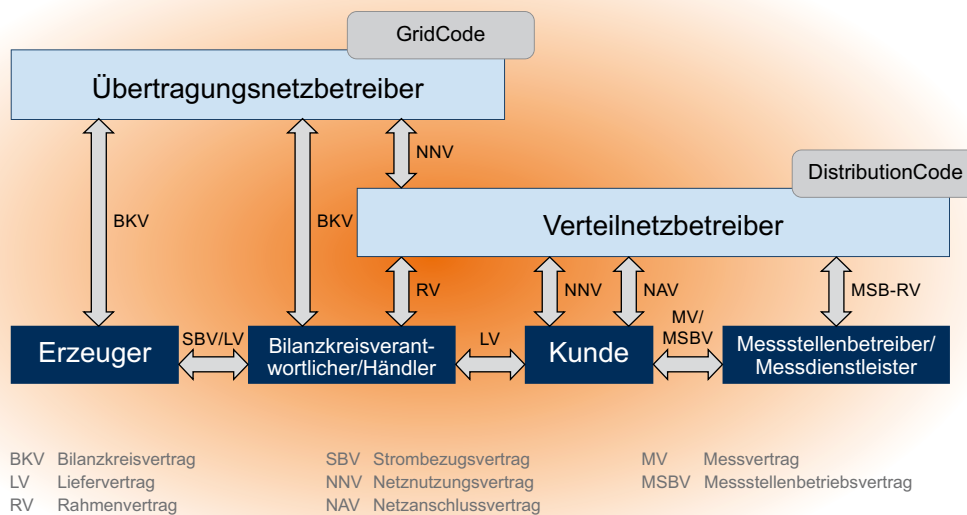 GridCode
Übertragungsnetzbetreiber
NNV
DistributionCode
BKV
BKV
Verteilnetzbetreiber
RV
NNV
NAV
MSB-RV
Erzeuger
SBV/LV
Bilanzkreisverant-
wortlicher/Händler
LV
Kunde
MV/
MSBV
Messstellenbetreiber/
Messdienstleister
BKV Bilanzkreisvertrag
LV Liefervertrag
RV Rahmenvertrag
SBV Strombezugsvertrag
NNV Netznutzungsvertrag
NAV Netzanschlussvertrag
MV Messvertrag
MSBV Messstellenbetriebsvertrag